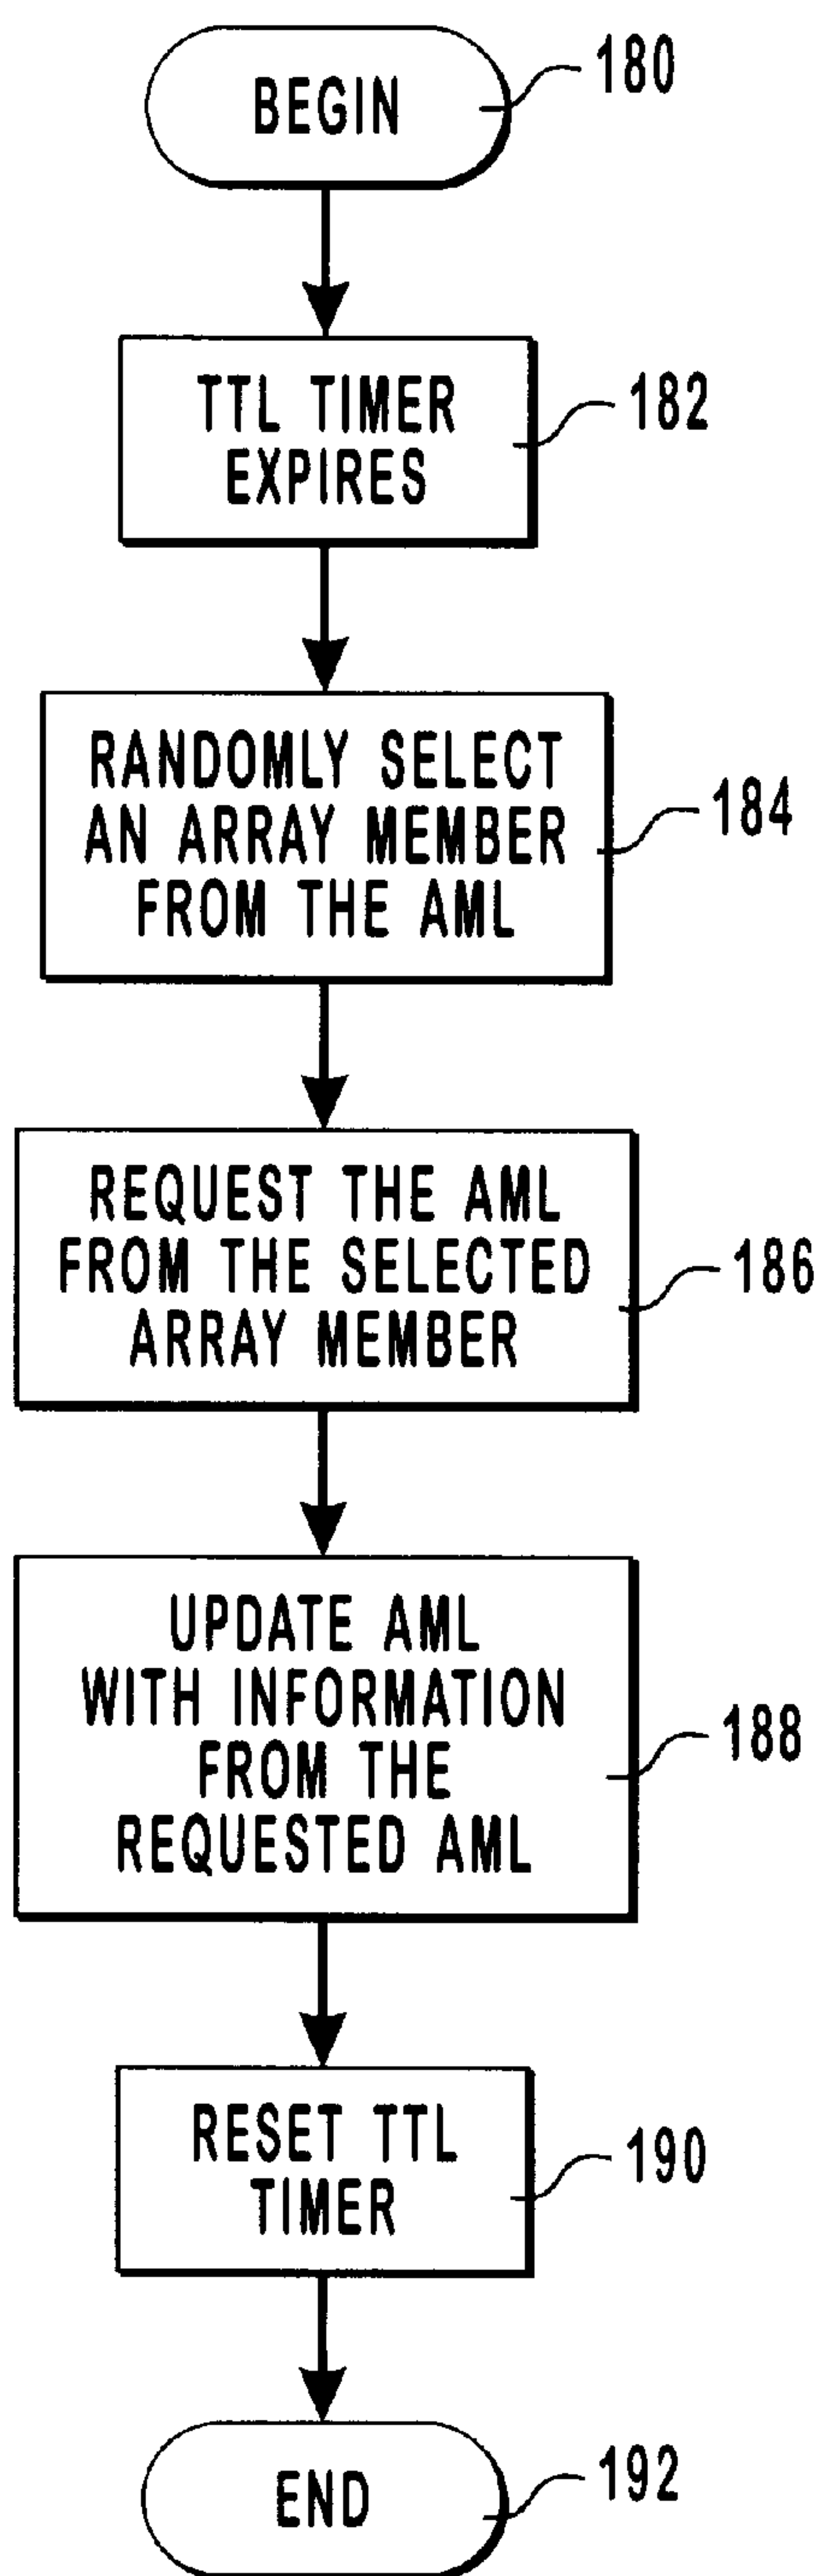 BEGIN
180
TTL TIMER
EXPIRES
182
RANDOMLY SELECT
AN ARRAY MEMBER
FROM THE AML
184
REQUEST THE AML
FROM THE SELECTED
ARRAY MEMBER
186
UPDATE AML
WITH INFORMATION
FROM THE
REQUESTED AML
188
RESET TTL
TIMER
190
END
192